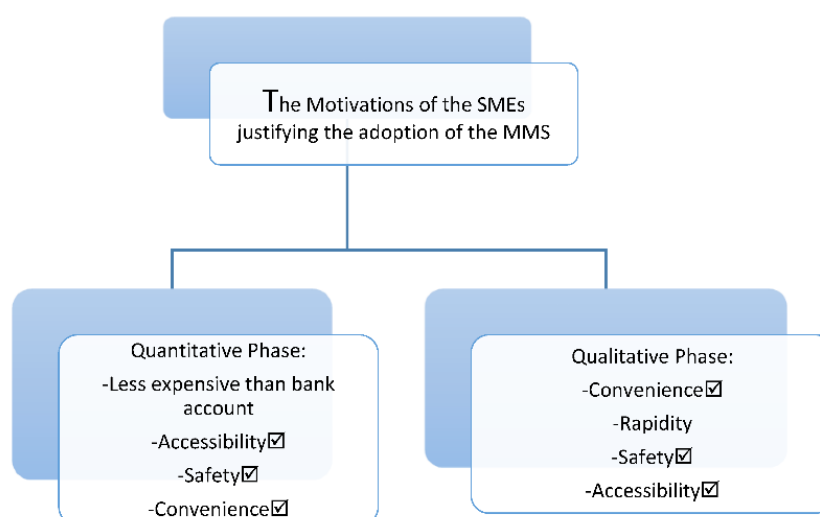 The Motivations of the SMEs
justifying the adoption of the MMS
Quantitative Phase:
-Less expensive than bank
account
-Accessibility☑
-Safety☑
-Convenience☑
Qualitative Phase:
-Convenience☑
-Rapidity
-Safety☑
-Accessibility☑